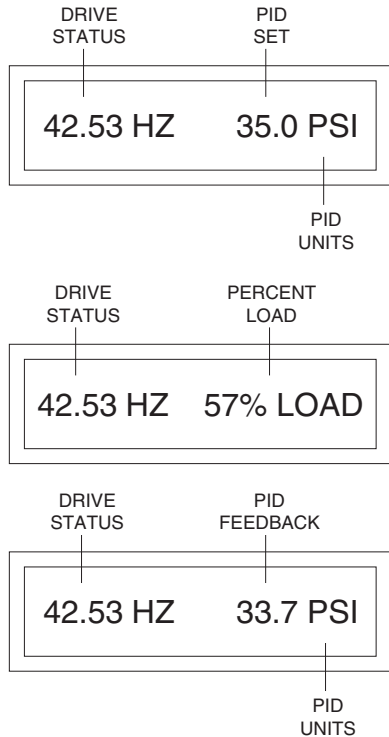 DRIVE STATUS
PID SET
42.53 HZ 35.0 PSI
PID UNITS
DRIVE STATUS
PERCENT LOAD
42.53 HZ 57% LOAD
DRIVE STATUS
PID FEEDBACK
42.53 HZ 33.7 PSI
PID UNITS